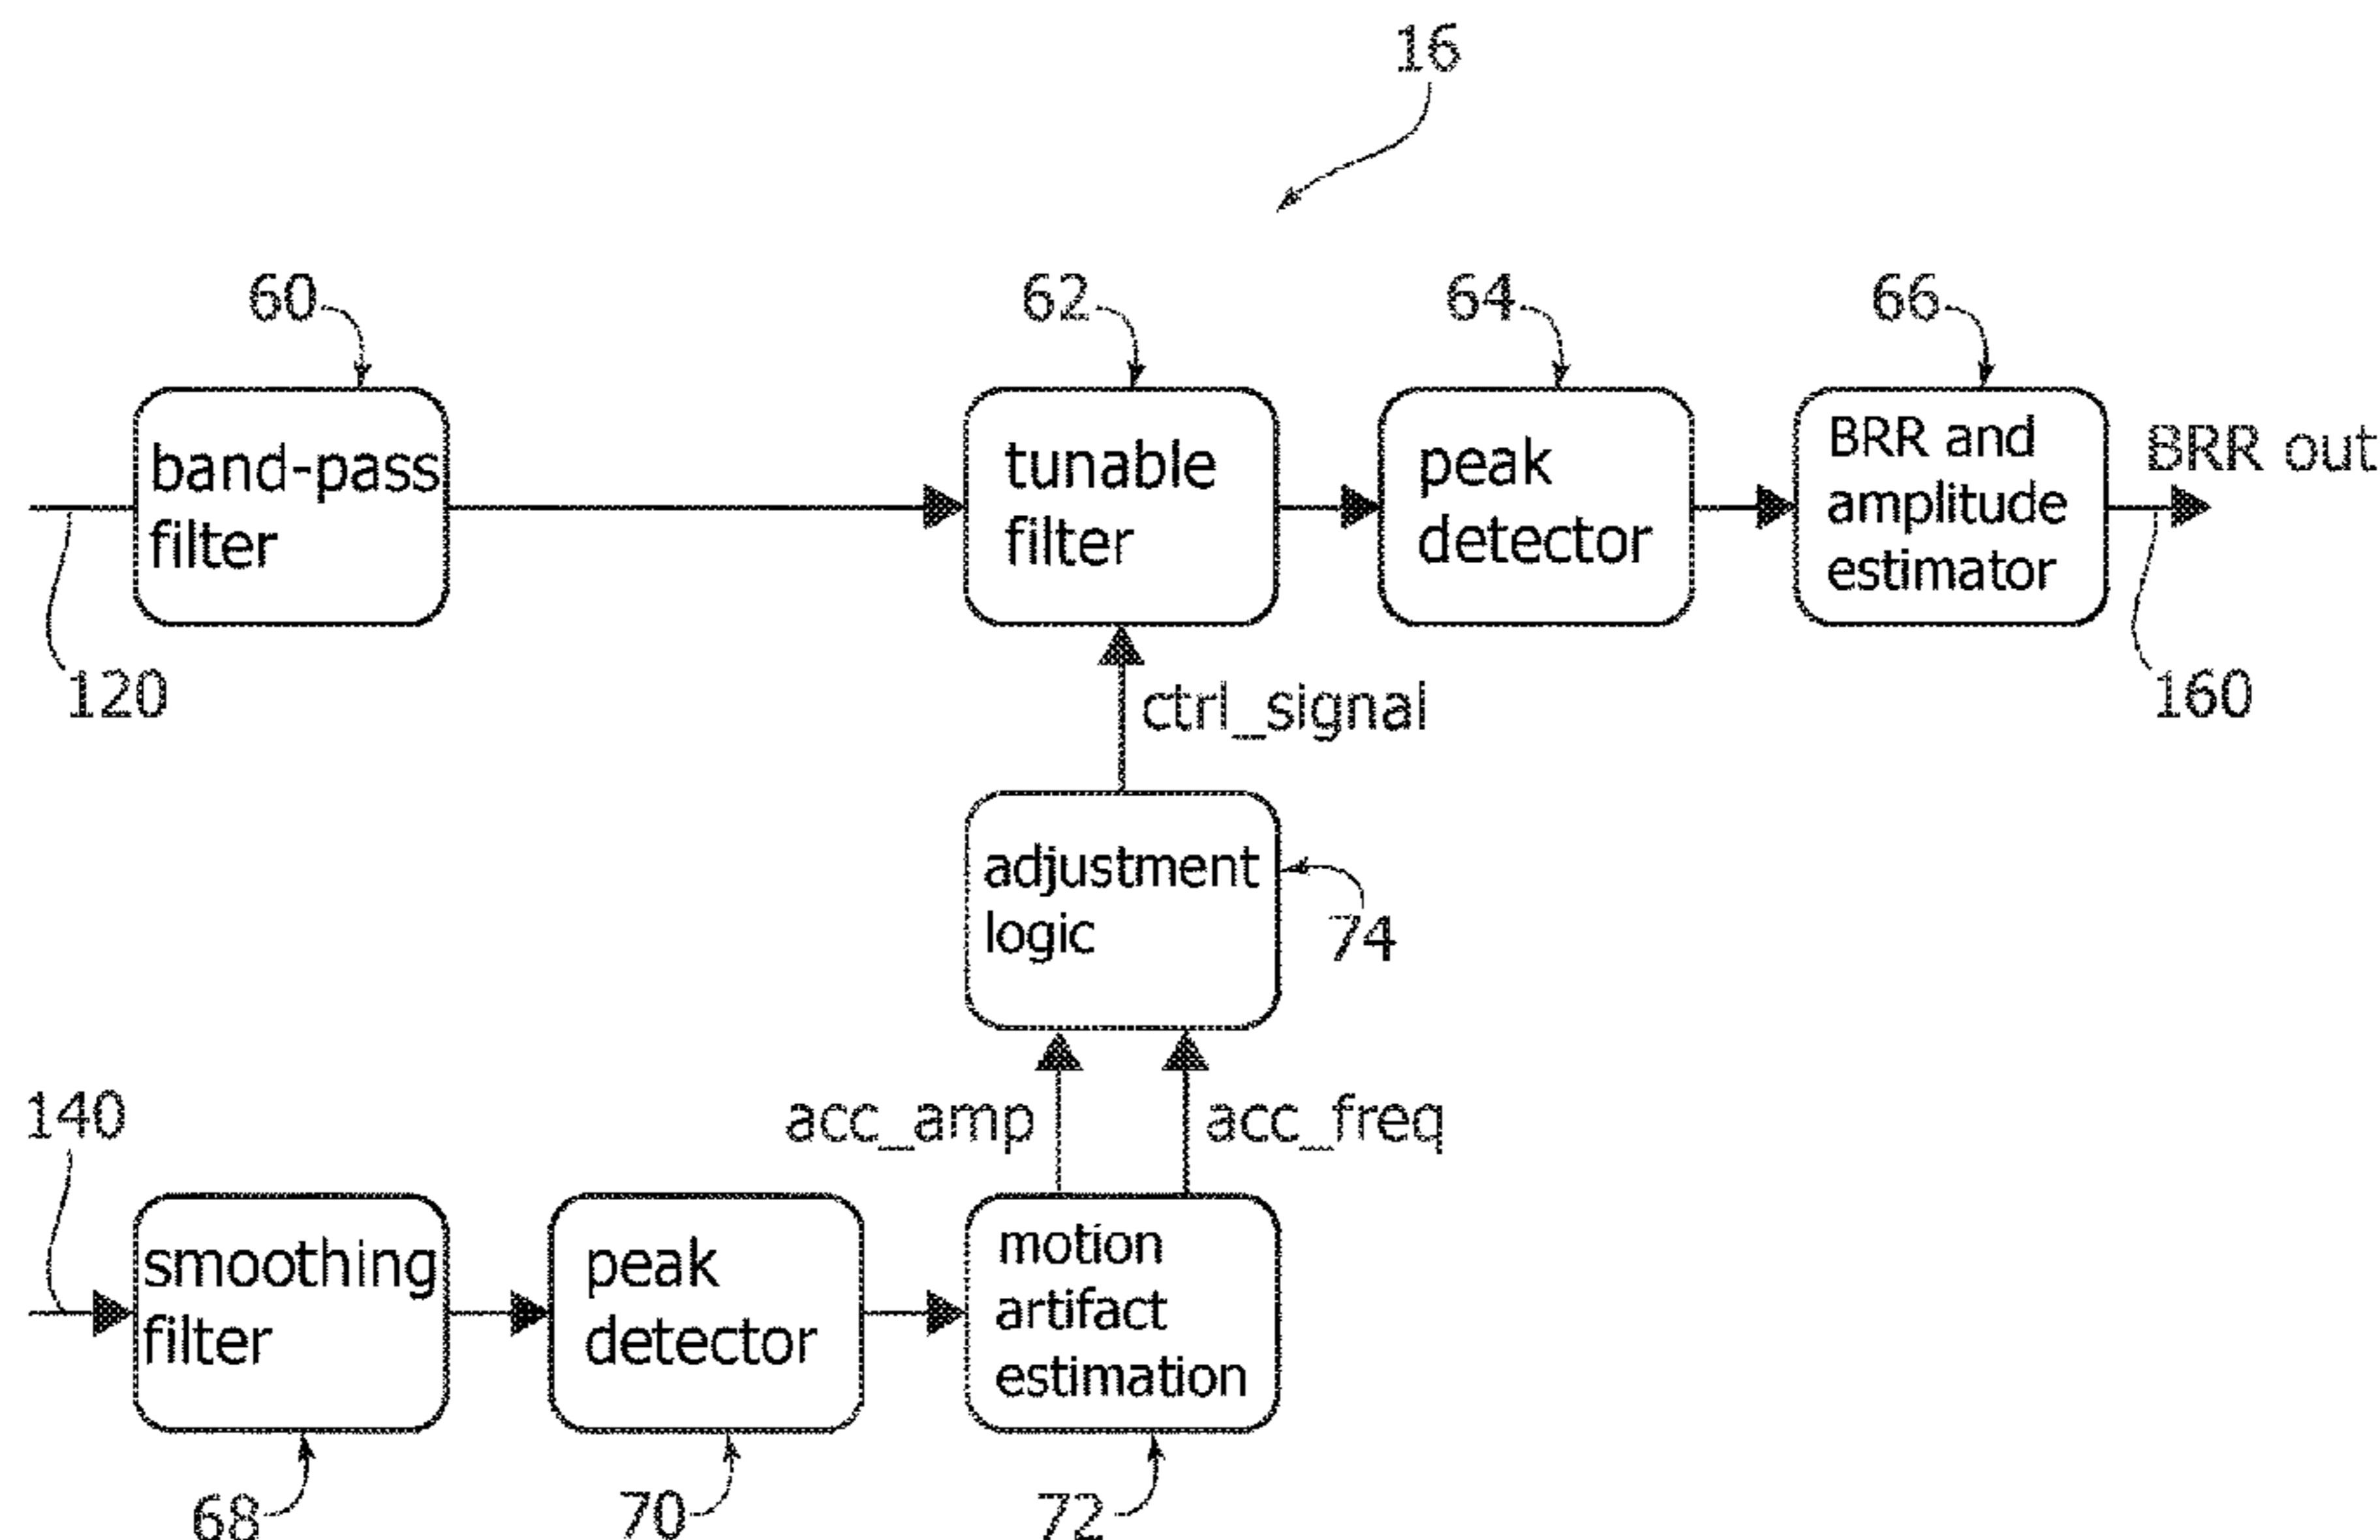 16
60
62
64
66
band-pass
filter
tunable
filter
peak
detector
BRR and
amplitude
estimator
BRR out
120
ctrl_signal
160
adjustment
logic
74
140
acc_amp
acc_freq
smoothing
filter
peak
detector
motion
artifact
estimation
68
70
72